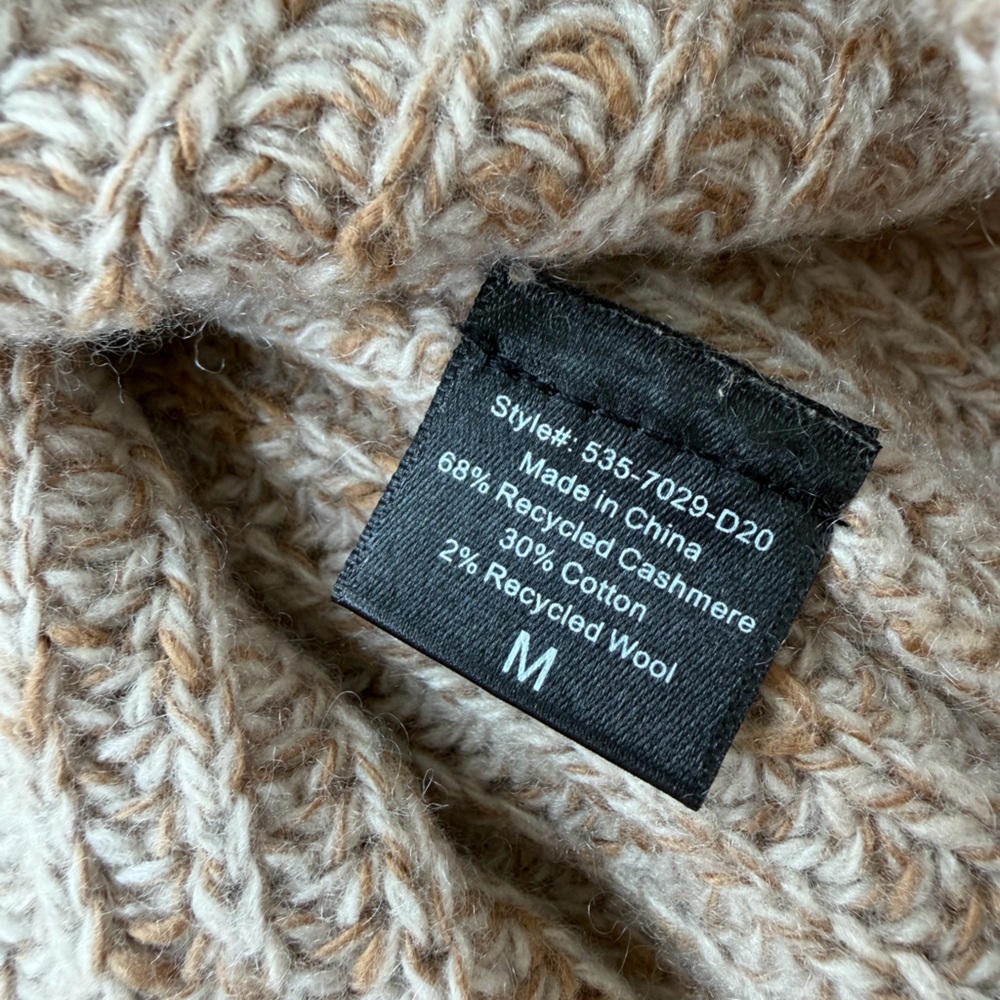 Style#: 535-7029-D20
Made in China
68% Recycled Cashmere
30% Cotton
2% Recycled Wool
M